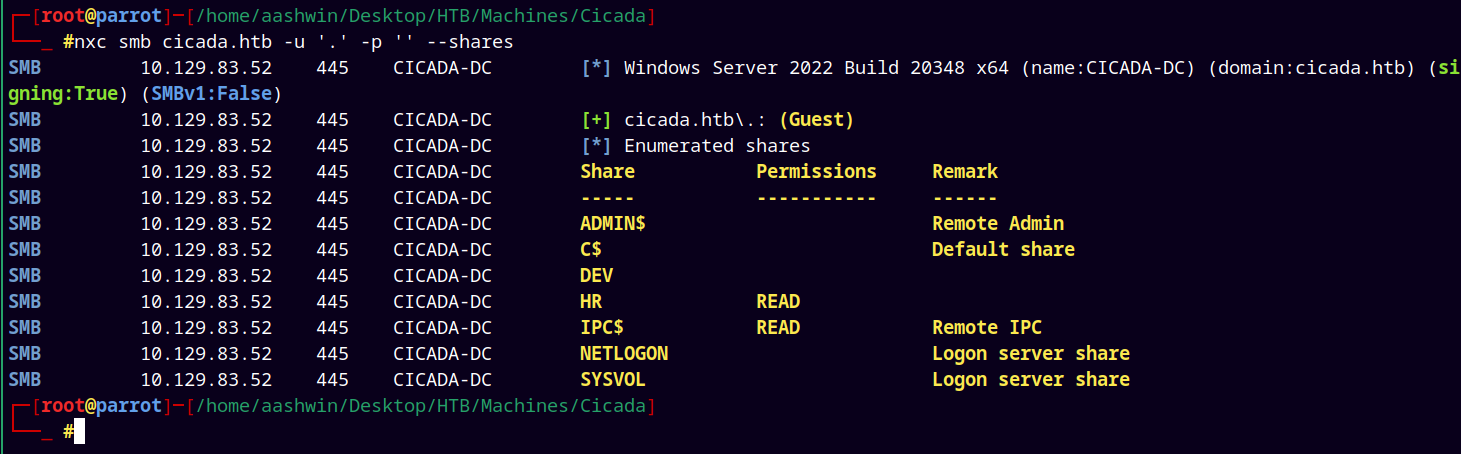 ┌─[root@parrot]─[/home/aashwin/Desktop/HTB/Machines/Cicada]
└──_ #nxc smb cicada.htb -u '.' -p '' --shares
SMB         10.129.83.52    445    CICADA-DC        [*] Windows Server 2022 Build 20348 x64 (name:CICADA-DC) (domain:cicada.htb) (si
gning:True) (SMBv1:False)
SMB         10.129.83.52    445    CICADA-DC        [+] cicada.htb\.: (Guest)
SMB         10.129.83.52    445    CICADA-DC        [*] Enumerated shares
SMB         10.129.83.52    445    CICADA-DC        Share           Permissions     Remark
SMB         10.129.83.52    445    CICADA-DC        -----           -----------     ------
SMB         10.129.83.52    445    CICADA-DC        ADMIN$                          Remote Admin
SMB         10.129.83.52    445    CICADA-DC        C$                              Default share
SMB         10.129.83.52    445    CICADA-DC        DEV
SMB         10.129.83.52    445    CICADA-DC        HR              READ
SMB         10.129.83.52    445    CICADA-DC        IPC$            READ            Remote IPC
SMB         10.129.83.52    445    CICADA-DC        NETLOGON                        Logon server share
SMB         10.129.83.52    445    CICADA-DC        SYSVOL                          Logon server share
┌─[root@parrot]─[/home/aashwin/Desktop/HTB/Machines/Cicada]
└──_ #